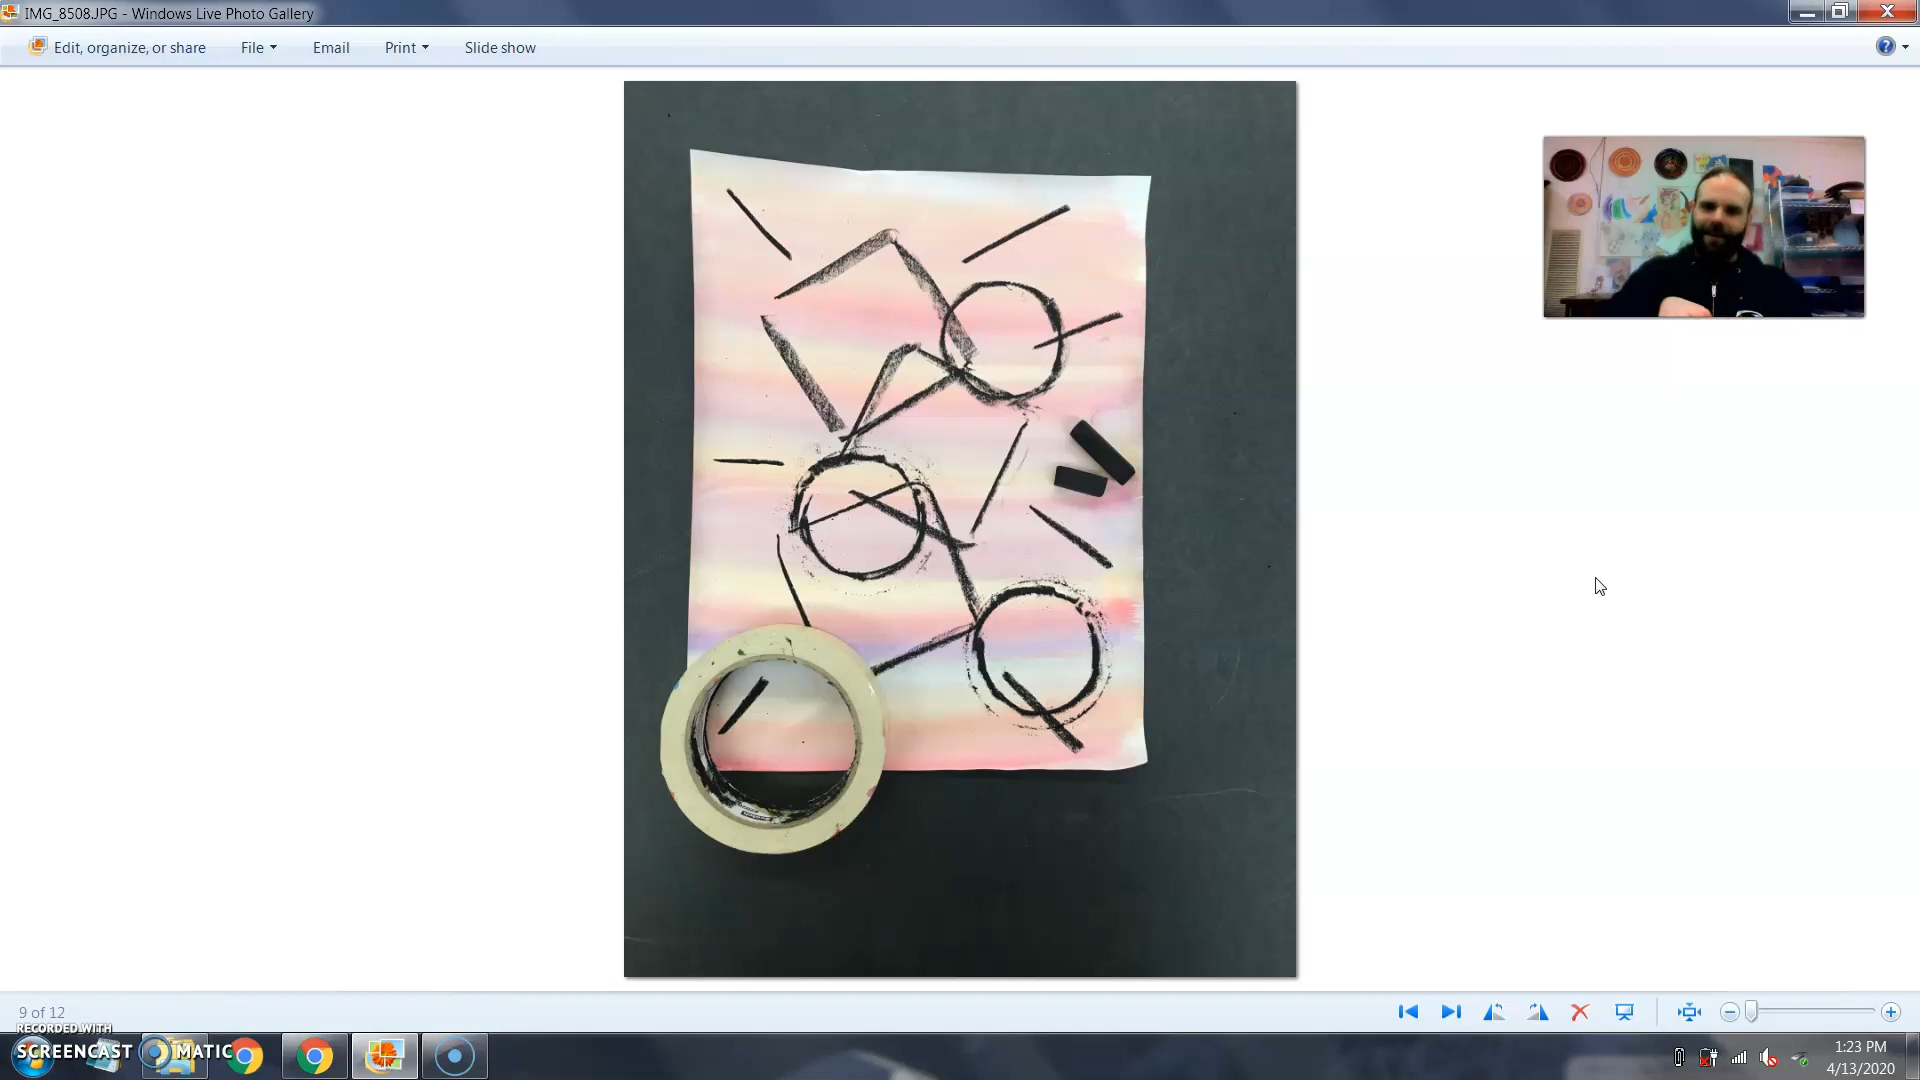 IMG_8508.JPG - Windows Live Photo Gallery
Edit, organize, or share File Email Print Slide show
9 of 12
RECORDED WITH
SCREENCAST MATIC
1:23 PM
4/13/2020